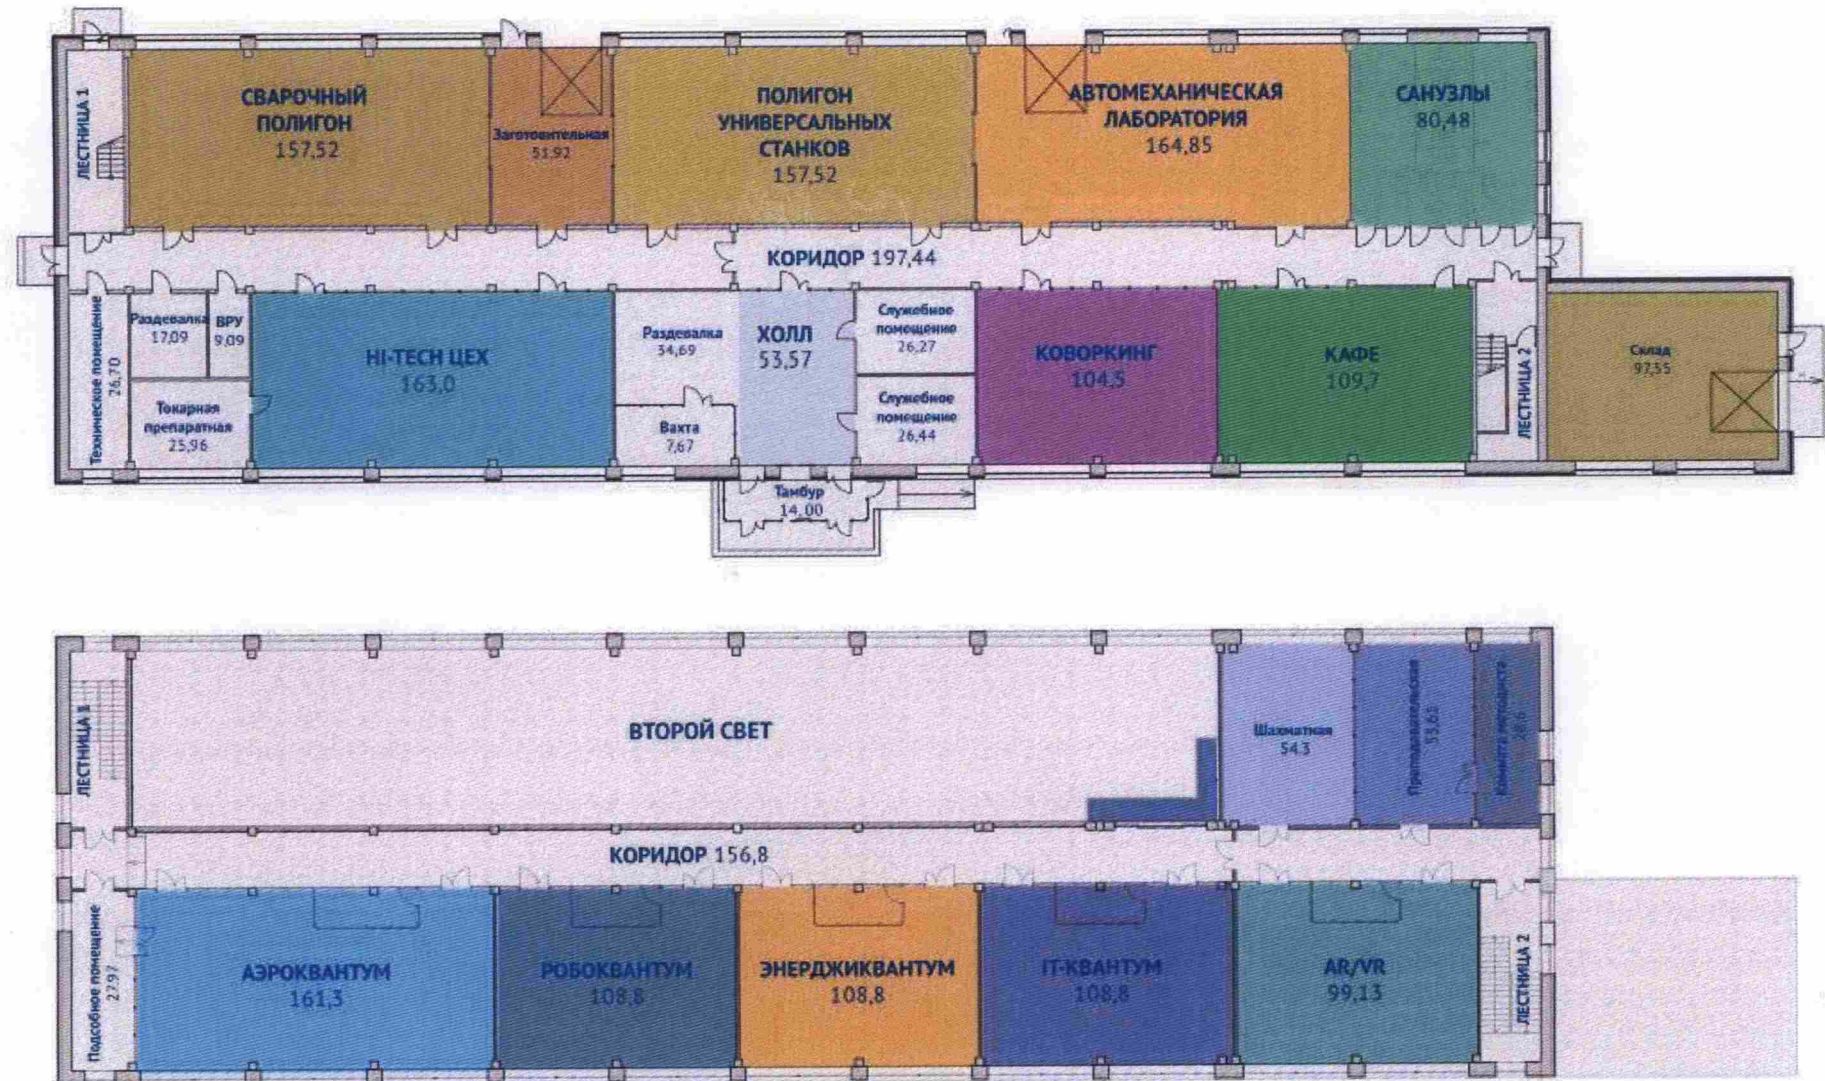 ЛЕСТНИЦА 1
СВАРОЧНЫЙ
ПОЛИГОН
157,52
Заготовительная
51,92
ПОЛИГОН
УНИВЕРСАЛЬНЫХ
СТАНКОВ
157,52
АВТОМЕХАНИЧЕСКАЯ
ЛАБОРАТОРИЯ
164,85
САНУЗЛЫ
80,48
КОРИДОР 197,44
Техническое помещение
26,70
Раздевалка
17,09
ВРУ
9,09
Токарная
препаратная
25,96
HI-TECH ЦЕХ
163,0
Раздевалка
34,69
Вахта
7,67
ХОЛЛ
53,57
Служебное
помещение
26,27
Служебное
помещение
26,44
КОВОРКИНГ
104,5
КАФЕ
109,7
ЛЕСТНИЦА 2
Склад
97,55
Тамбур
14,00
ЛЕСТНИЦА 1
ВТОРОЙ СВЕТ
Шахматная
54.3
Преподавательская
53,61
Комната методиста
28,6
КОРИДОР 156,8
Подсобное помещение
27,97
АЭРОКВАНТУМ
161,3
РОБОКВАНТУМ
108,8
ЭНЕРДЖИКВАНТУМ
108,8
IT-КВАНТУМ
108,8
AR/VR
99,13
ЛЕСТНИЦА 2